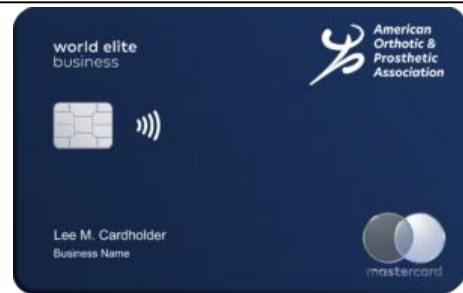 world elite
business
American
Orthotic &
Prosthetic
Association
Lee M. Cardholder
Business Name
mastercard